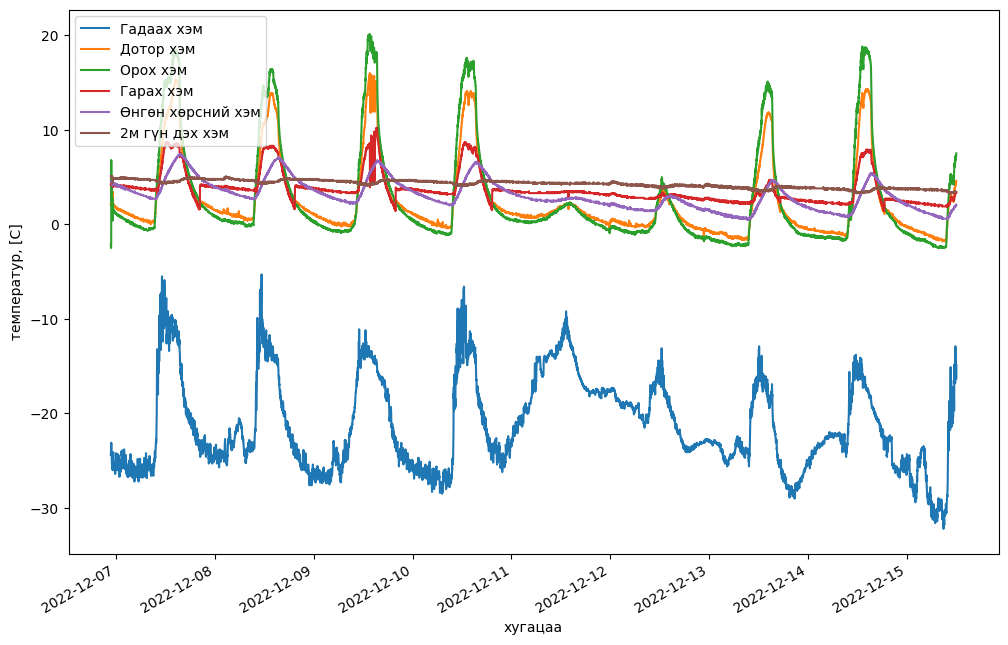 Гадаах хэм
Дотор хэм
Орох хэм
Гарах хэм
Өнгөн хөрсний хэм
2м гүн дэх хэм
температур, [C]
20
10
0
−10
−20
−30
2022-12-07
2022-12-08
2022-12-09
2022-12-10
2022-12-11
2022-12-12
2022-12-13
2022-12-14
2022-12-15
хугацаа